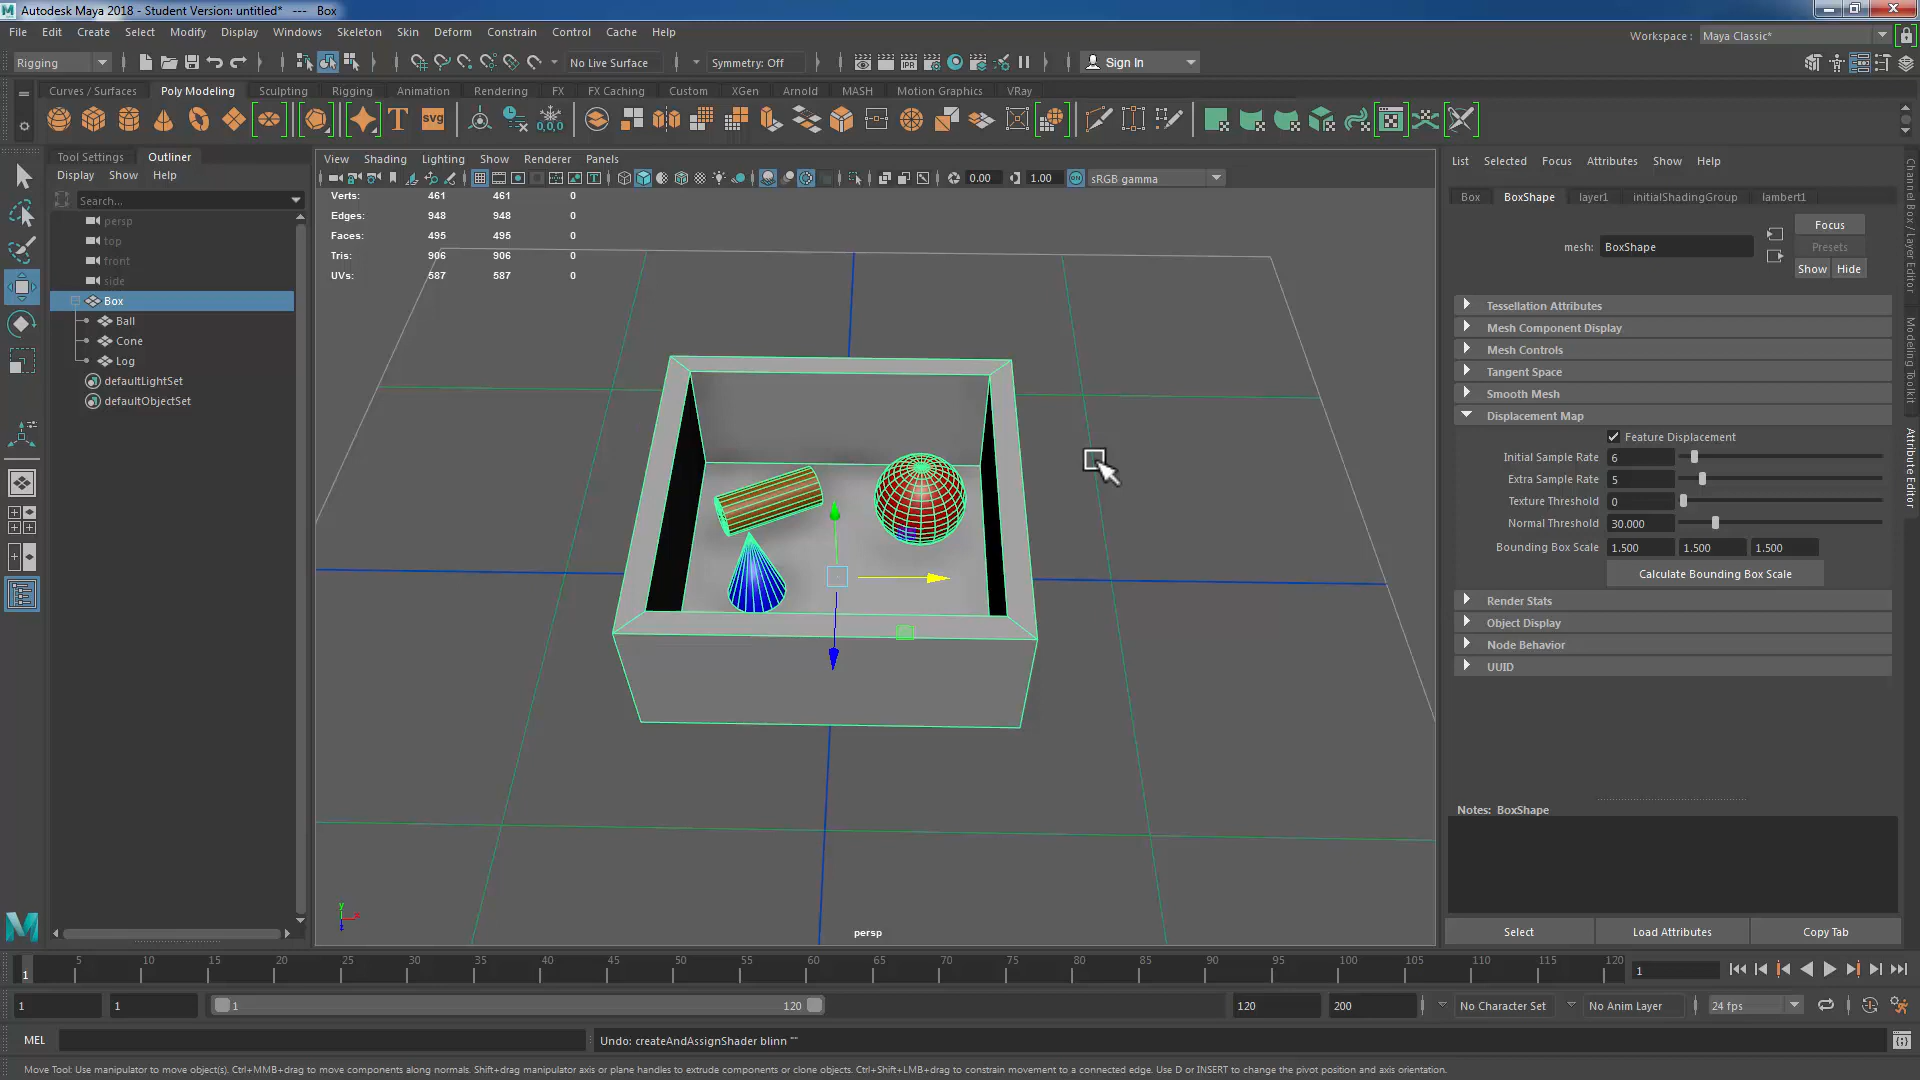 Autodesk Maya 2018 - Student Version: untitled* --- Box
File Edit Create Select Modify Display Windows Skeleton Skin Deform Constrain Control Cache Help
Workspace : Maya Classic*
Rigging
No Live Surface
Symmetry: Off
Sign In
Curves / Surfaces Poly Modeling Sculpting Rigging Animation Rendering FX FX Caching Custom XGen Arnold MASH Motion Graphics VRay
T
svg
0,0,0
Tool Settings Outliner
Display Show Help
Search...
persp
top
front
side
Box
Ball
Cone
Log
defaultLightSet
defaultObjectSet
View Shading Lighting Show Renderer Panels
0.00
1.00
sRGB gamma
Verts: 461 461 0
Edges: 948 948 0
Faces: 495 495 0
Tris: 906 906 0
UVs: 587 587 0
persp
List Selected Focus Attributes Show Help
Box BoxShape layer1 initialShadingGroup lambert1
mesh: BoxShape
Focus
Presets
Show Hide
Tessellation Attributes
Mesh Component Display
Mesh Controls
Tangent Space
Smooth Mesh
Displacement Map
Feature Displacement
Initial Sample Rate 6
Extra Sample Rate 5
Texture Threshold 0
Normal Threshold 30.000
Bounding Box Scale 1.500 1.500 1.500
Calculate Bounding Box Scale
Render Stats
Object Display
Node Behavior
UUID
Notes: BoxShape
Select Load Attributes Copy Tab
Channel Box / Layer Editor
Modeling Toolkit
Attribute Editor
1 5 10 15 20 25 30 35 40 45 50 55 60 65 70 75 80 85 90 95 100 105 110 115 120
1
1 1 1 120 120 200
No Character Set
No Anim Layer
24 fps
MEL
Undo: createAndAssignShader blinn ""
Move Tool: Use manipulator to move object(s). Ctrl+MMB+drag to move components along normals. Shift+drag manipulator axis or plane handles to extrude components or clone objects. Ctrl+Shift+LMB+drag to constrain movement to a connected edge. Use D or INSERT to change the pivot position and axis orientation.